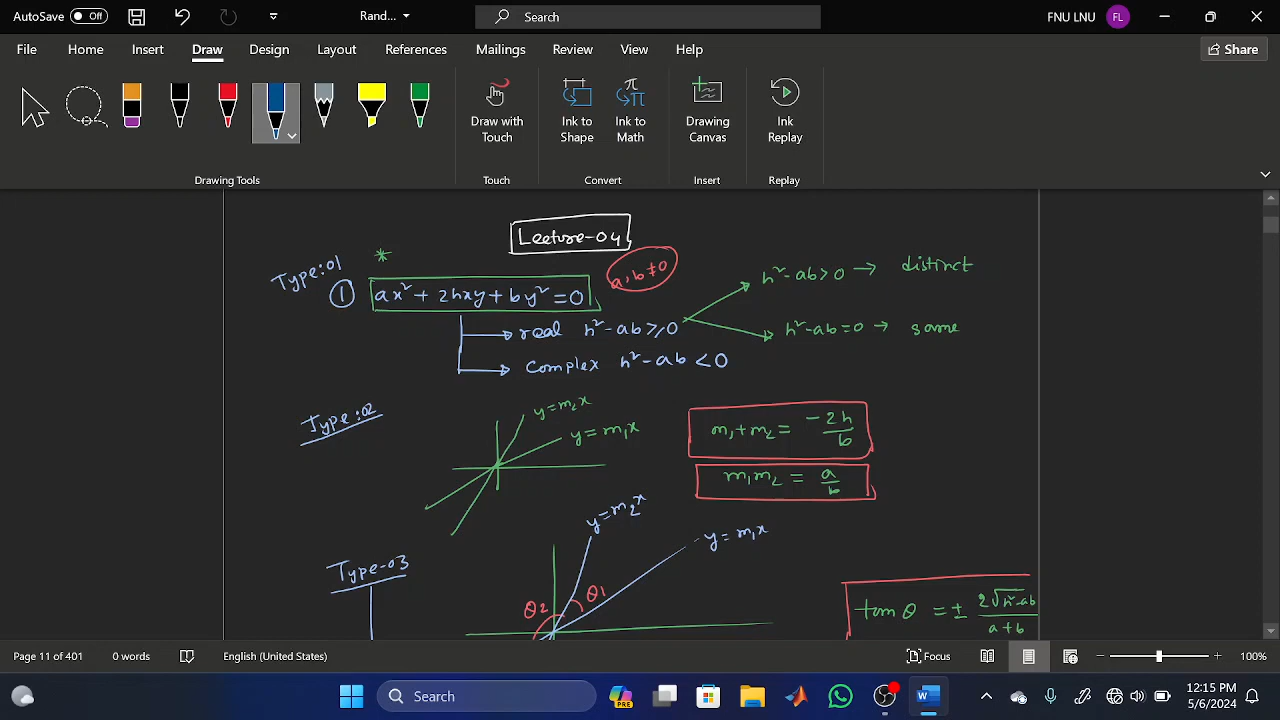 AutoSave Off Rand... Search FNU LNU FL
File Home Insert Draw Design Layout References Mailings Review View Help Share
Draw with Touch Ink to Shape Ink to Math Drawing Canvas Ink Replay
Drawing Tools Touch Convert Insert Replay
Lecture-04
Type:01 *
① ax²+2hxy+by²=0 a,b≠0
real h²-ab≥0 h²-ab>0 → distinct
h²-ab=0 → same
complex h²-ab<0
Type:02
y=m₂x
y=m₁x
m₁+m₂ = -2h/b
m₁m₂ = a/b
Type-03
y=m₂x
y=m₁x
θ1
θ2
tan θ = ± 2√h²-ab / a+b
Page 11 of 401 0 words English (United States) Focus 100%
Search PRE 12:15 PM
5/6/2024